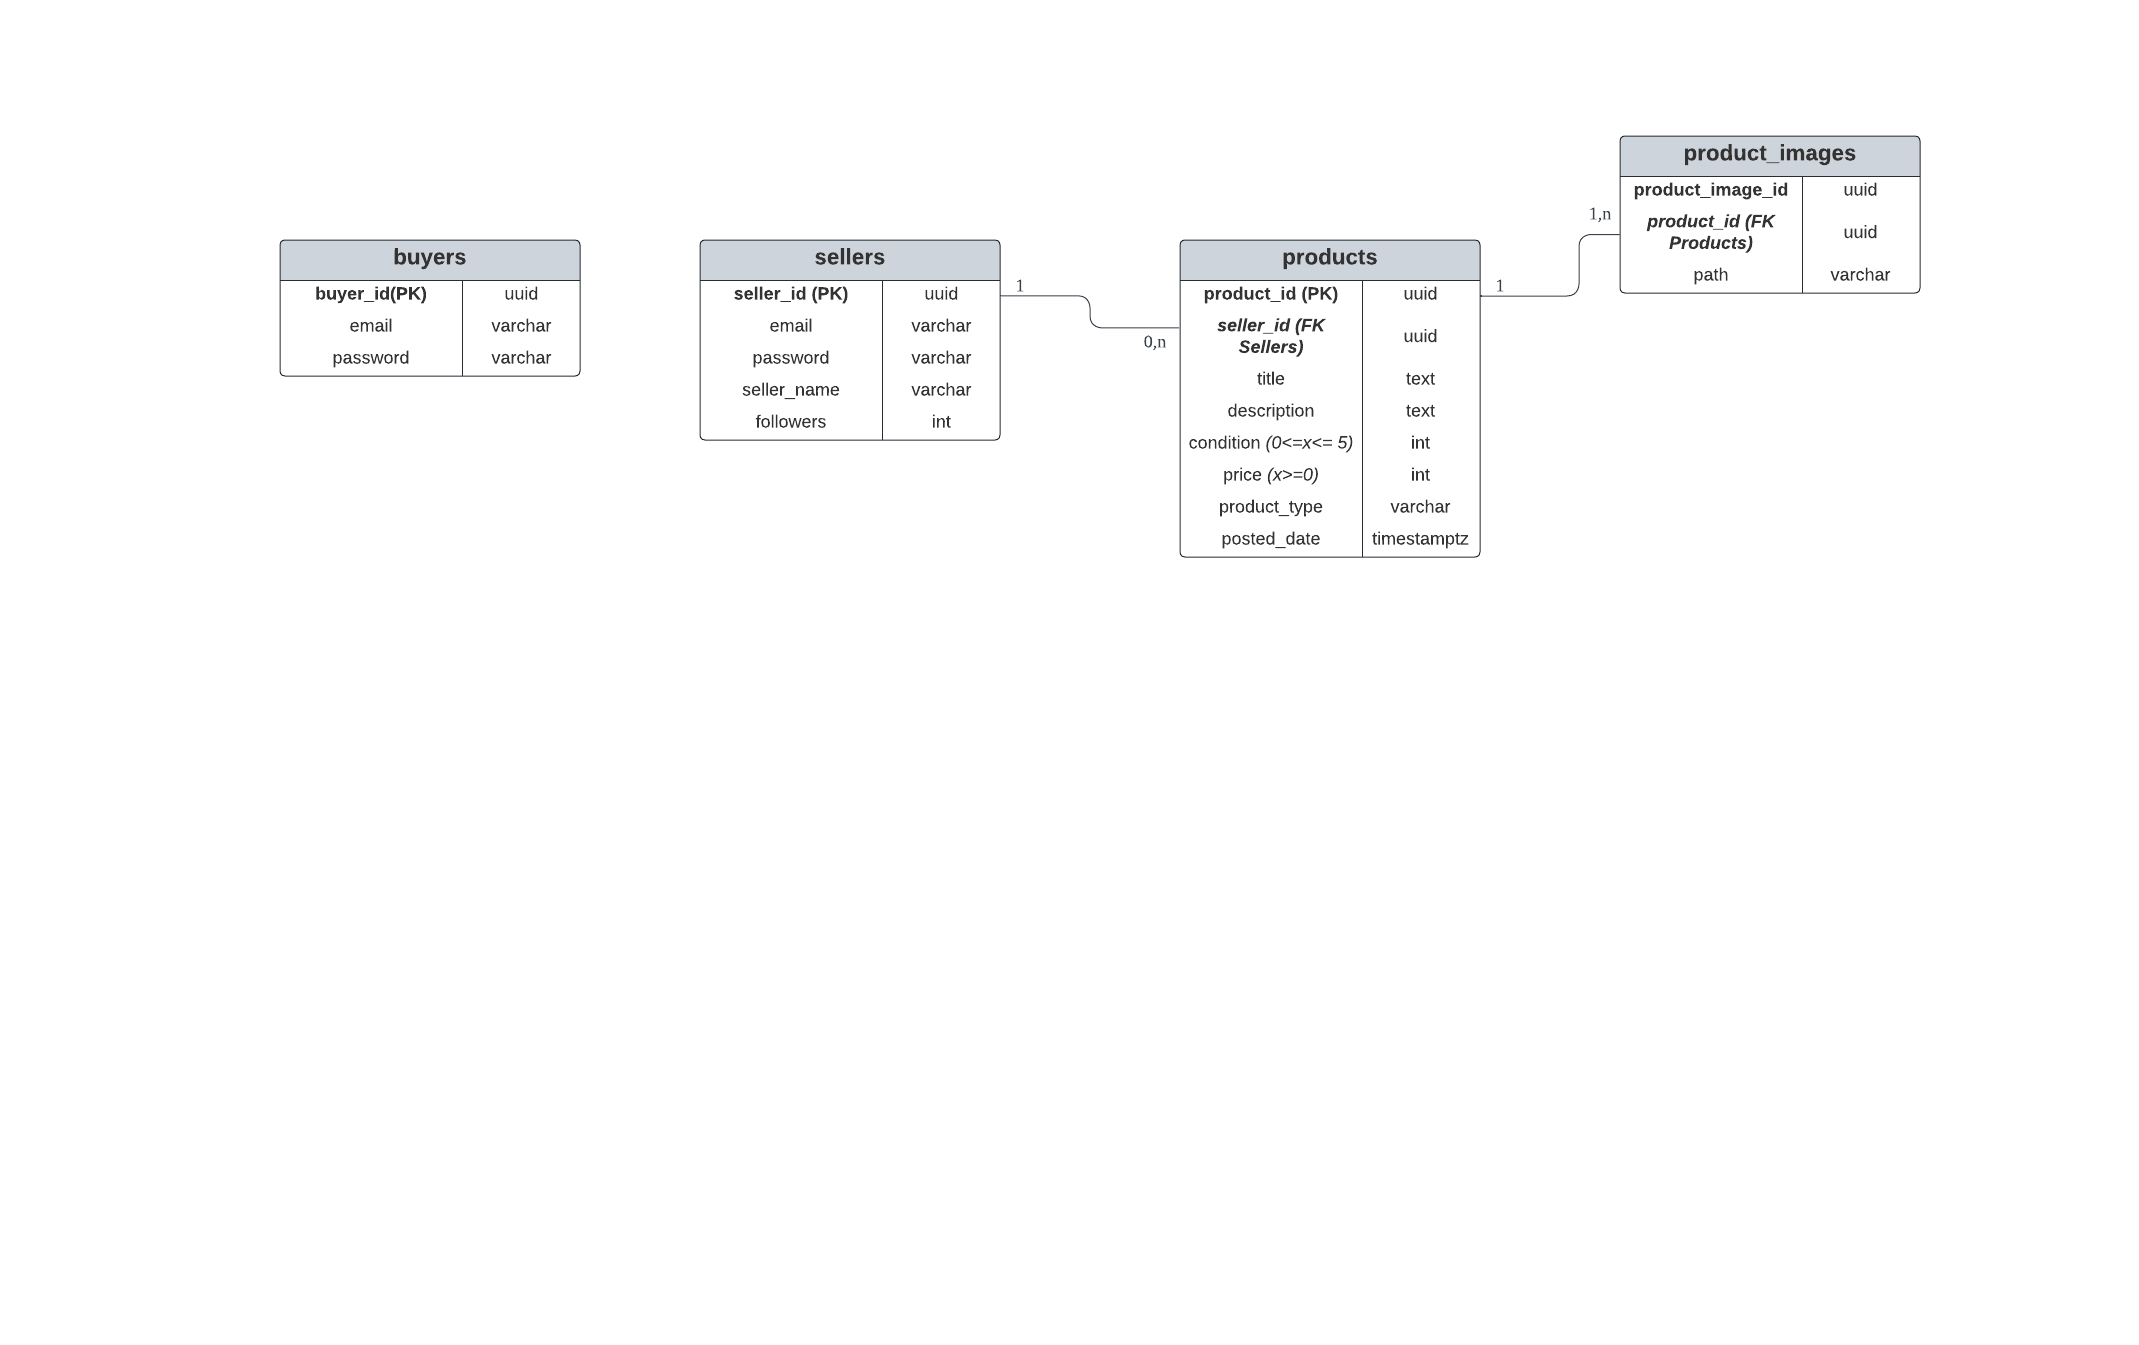 product_images
product_image_id uuid
product_id (FK
Products) uuid
path varchar
1,n
buyers
buyer_id(PK) uuid
email varchar
password varchar
sellers
seller_id (PK) uuid
email varchar
password varchar
seller_name varchar
followers int
1
0,n
products
product_id (PK) uuid
seller_id (FK
Sellers) uuid
title text
description text
condition (0<=x<= 5) int
price (x>=0) int
product_type varchar
posted_date timestamptz
1